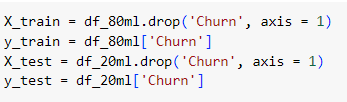 X_train = df_80ml.drop('Churn', axis = 1)
y_train = df_80ml['Churn']
X_test = df_20ml.drop('Churn', axis = 1)
y_test = df_20ml['Churn']